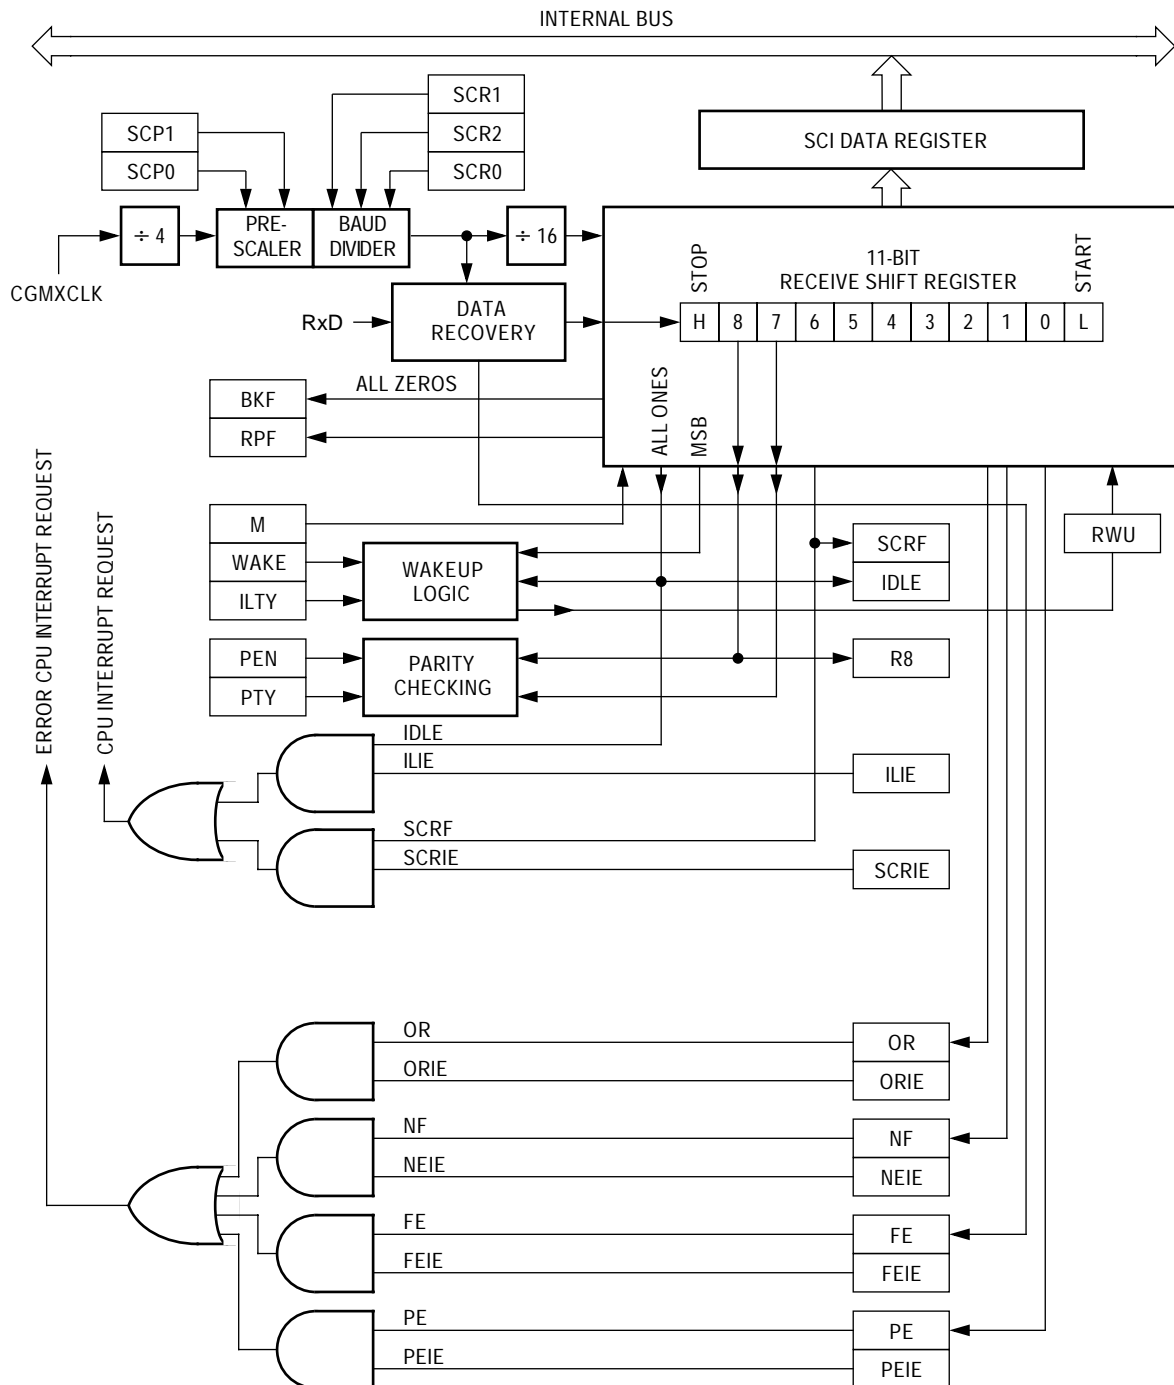 INTERNAL BUS
SCR1
SCR2
SCR0
SCP1
SCP0
SCI DATA REGISTER
÷ 4
PRE-
SCALER
BAUD
DIVIDER
÷ 16
CGMXCLK
RxD
DATA
RECOVERY
STOP
11-BIT
RECEIVE SHIFT REGISTER
START
H 8 7 6 5 4 3 2 1 0 L
ALL ZEROS
BKF
RPF
ALL ONES
MSB
ERROR CPU INTERRUPT REQUEST
CPU INTERRUPT REQUEST
M
WAKE
ILTY
WAKEUP
LOGIC
SCRF
IDLE
RWU
PEN
PTY
PARITY
CHECKING
R8
IDLE
ILIE
ILIE
SCRF
SCRIE
SCRIE
OR
ORIE
OR
ORIE
NF
NEIE
NF
NEIE
FE
FEIE
FE
FEIE
PE
PEIE
PE
PEIE